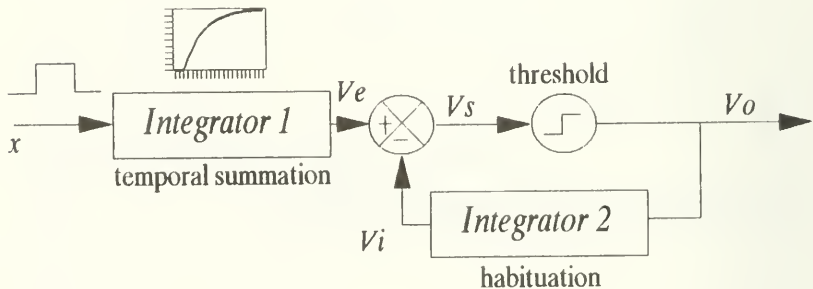 threshold
Ve
Vs
Vo
Integrator 1
+
−
x
temporal summation
Vi
Integrator 2
habituation